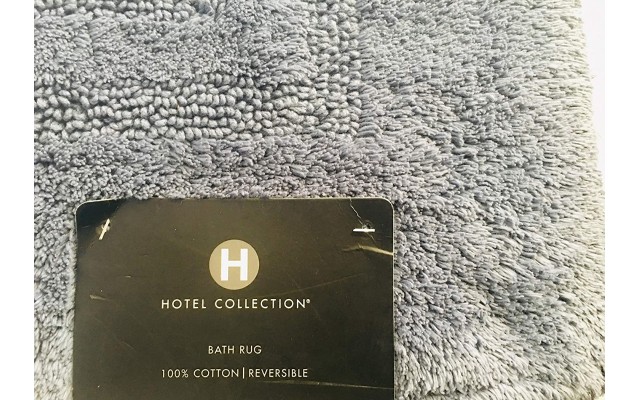 H
HOTEL COLLECTION®
BATH RUG
100% COTTON | REVERSIBLE